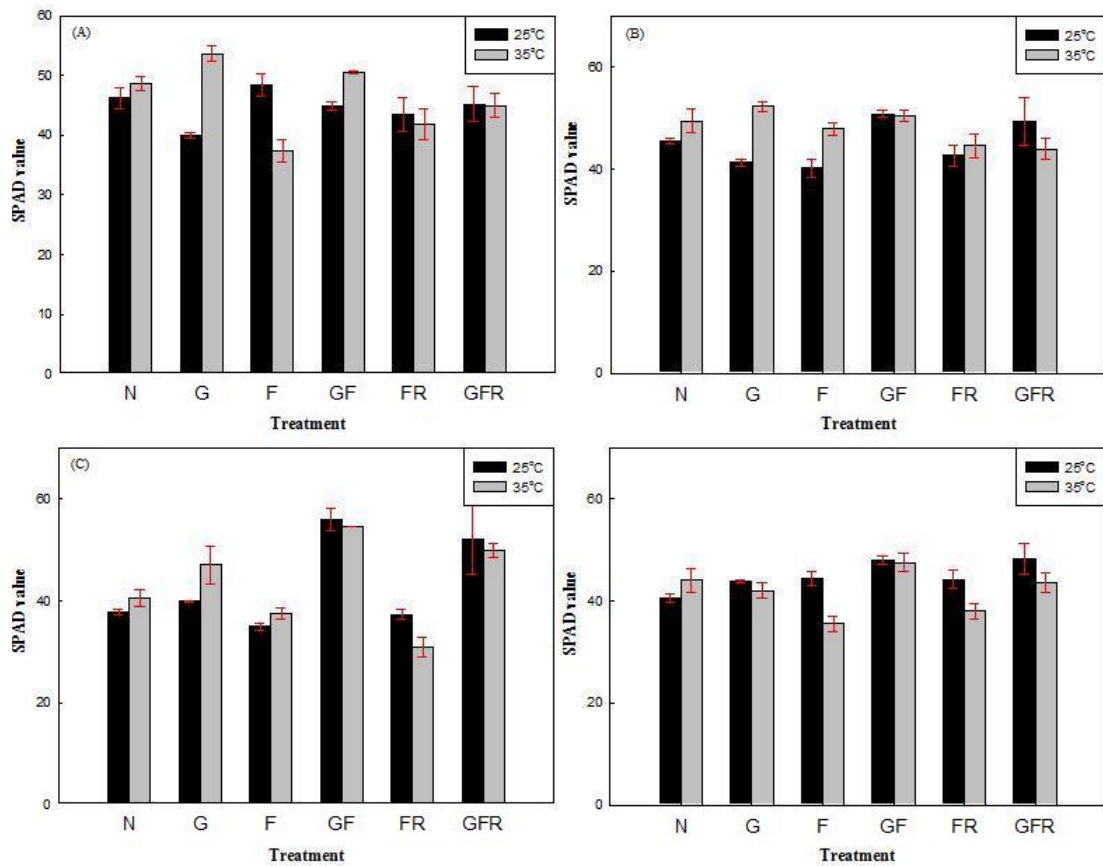 (A)
25°C
35°C
60
50
40
30
20
10
0
SPAD value
N G F GF FR GFR
Treatment
(B)
25°C
35°C
60
40
20
0
SPAD value
N G F GF FR GFR
Treatment
(C)
25°C
35°C
60
40
20
0
SPAD value
N G F GF FR GFR
Treatment
25°C
35°C
60
40
20
0
SPAD value
N G F GF FR GFR
Treatment